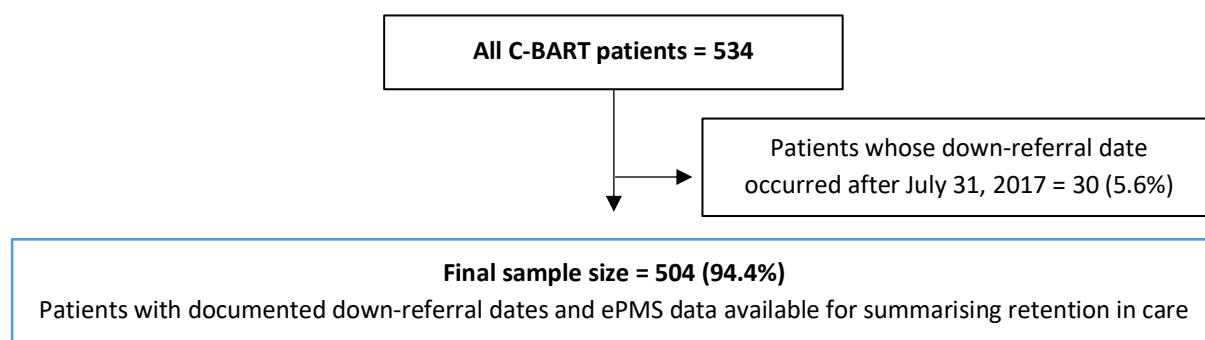 All C-BART patients = 534
Patients whose down-referral date
occurred after July 31, 2017 = 30 (5.6%)
Final sample size = 504 (94.4%)
Patients with documented down-referral dates and ePMS data available for summarising retention in care